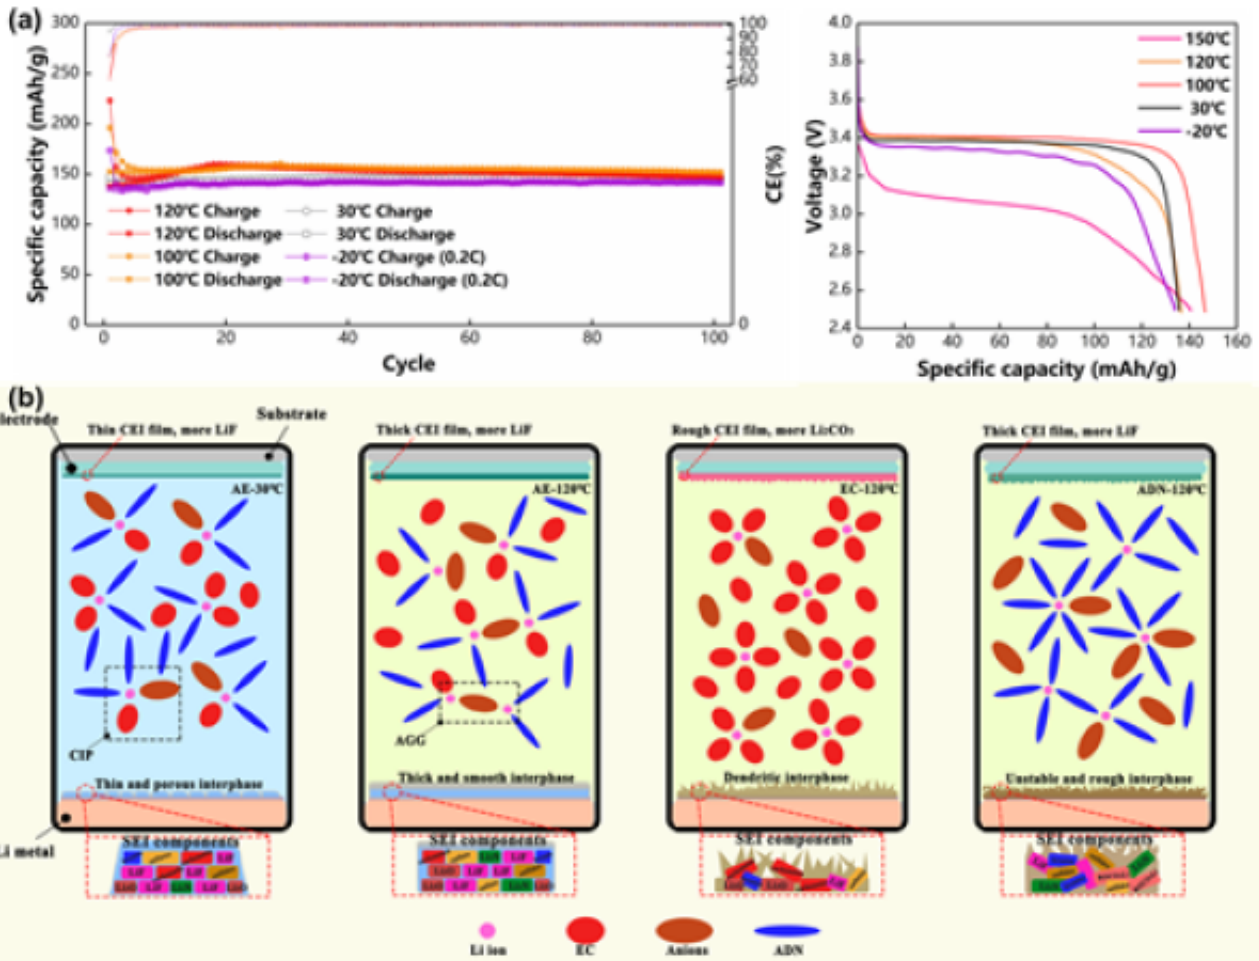 (a)
300
250
200
150
100
50
0
Specific capacity (mAh/g)
100
90
80
70
60
0
CE(%)
120℃ Charge
120℃ Discharge
100℃ Charge
100℃ Discharge
30℃ Charge
30℃ Discharge
-20℃ Charge (0.2C)
-20℃ Discharge (0.2C)
0 20 40 60 80 100
Cycle
4.0
3.8
3.6
3.4
3.2
3.0
2.8
2.6
2.4
Voltage (V)
150℃
120℃
100℃
30℃
-20℃
0 20 40 60 80 100 120 140 160
Specific capacity (mAh/g)
(b)
lectrode
Substrate
Thin CEI film, more LiF
AE-30℃
CIP
Thin and porous interphase
Li metal
SEI components
Thick CEI film, more LiF
AE-120℃
AGG
Thick and smooth interphase
SEI components
Rough CEI film, more Li₂CO₃
EC-120℃
Dendritic interphase
SEI components
Thick CEI film, more LiF
ADN-120℃
Unstable and rough interphase
SEI components
Li ion
EC
Anions
ADN